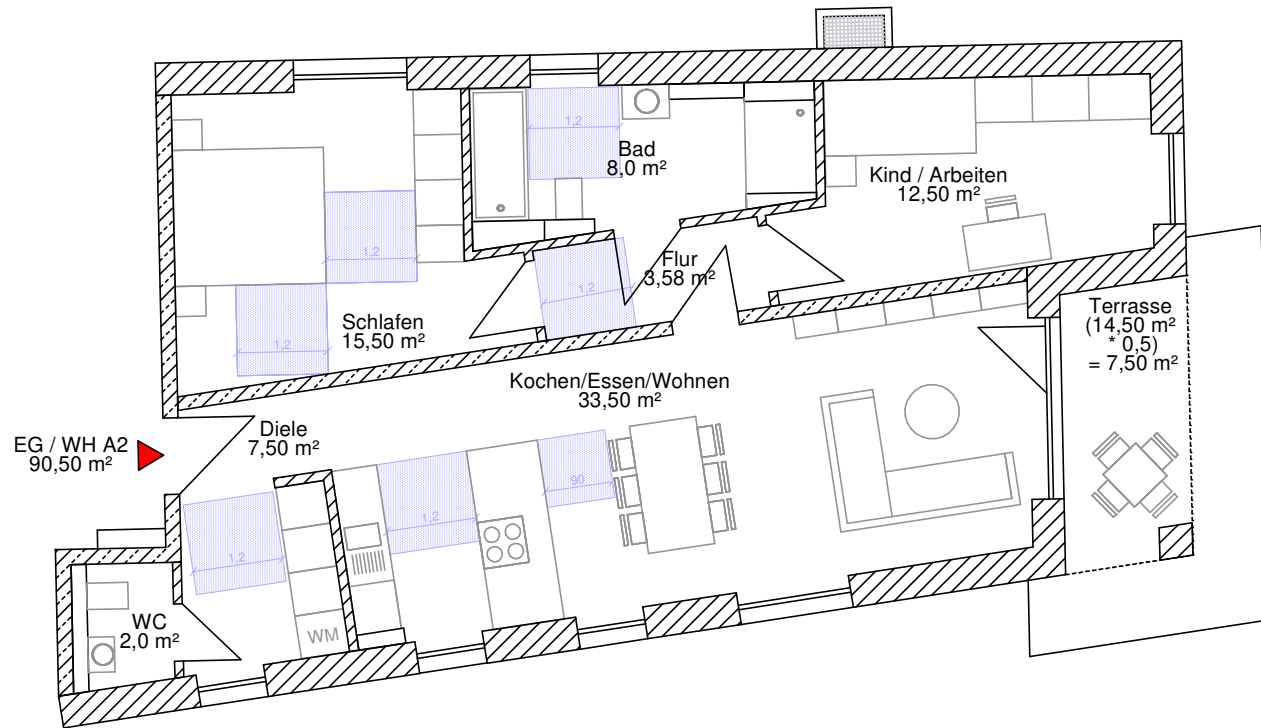 1,2
Bad
8,0 m²
Kind / Arbeiten
12,50 m²
1,2
Flur
3,58 m²
1,2
Schlafen
15,50 m²
1,2
Terrasse
(14,50 m²
* 0,5)
= 7,50 m²
Kochen/Essen/Wohnen
33,50 m²
EG / WH A2
90,50 m²
Diele
7,50 m²
90
1,2
1,2
WC
2,0 m²
WM